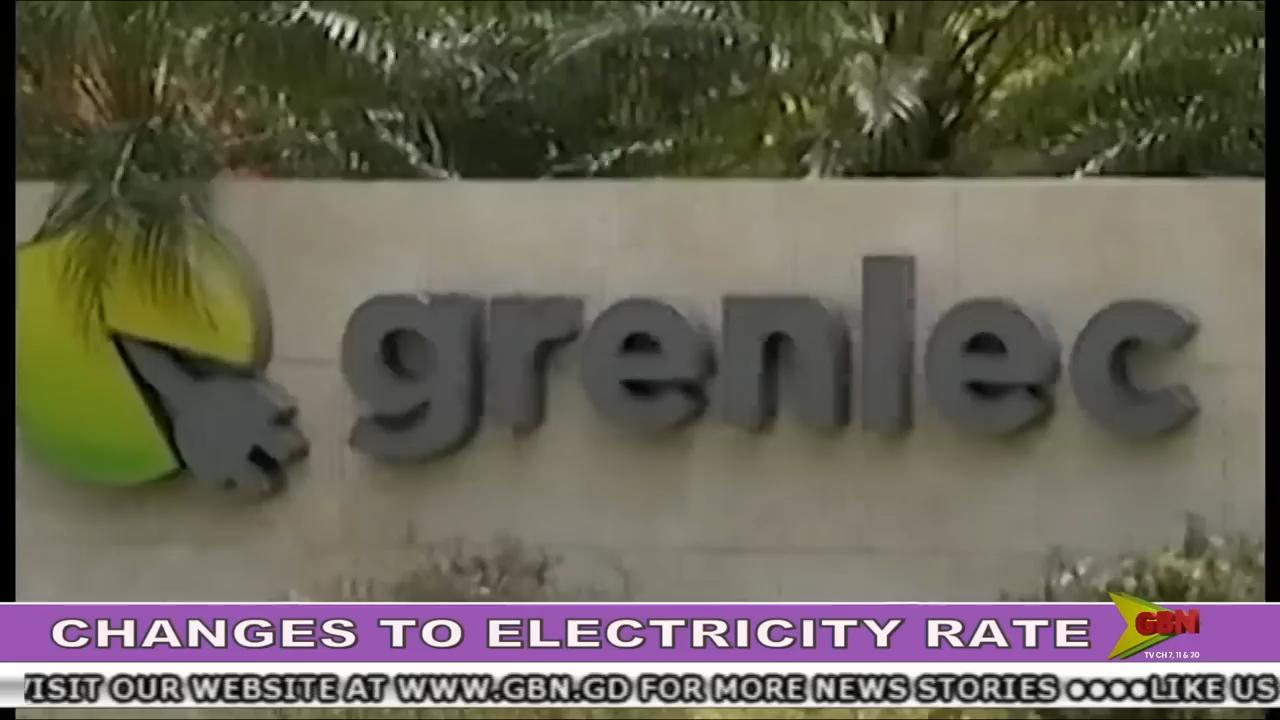 grenlec
CHANGES TO ELECTRICITY RATE
GBN
TV CH 7, 11 & 20
ISIT OUR WEBSITE AT WWW.GBN.GD FOR MORE NEWS STORIES ●●●●LIKE US